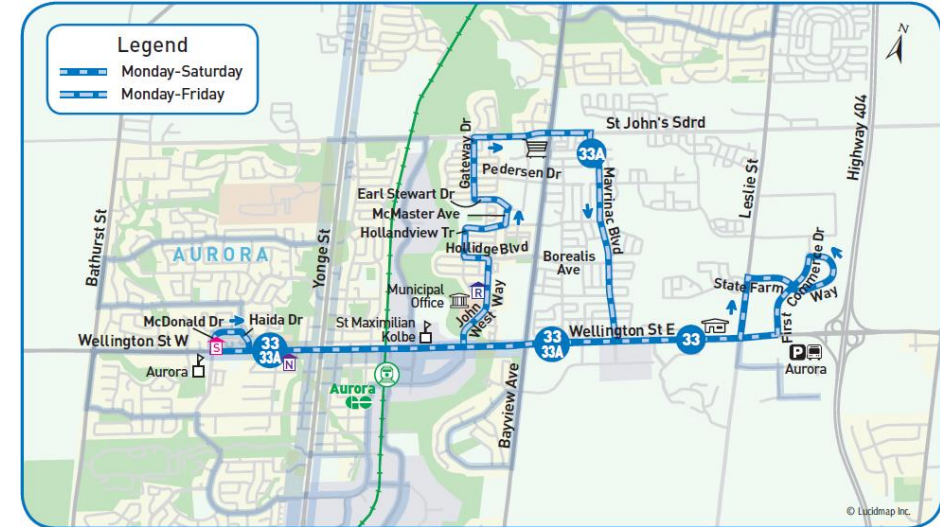 Legend
Monday-Saturday
Monday-Friday
N
Highway 404
St John's Sdrd
33A
Gateway Dr
Pedersen Dr
Mavrinac Blvd
Leslie St
Earl Stewart Dr
McMaster Ave
Hollandview Tr
Hollidge Blvd
Bathurst St
AURORA
Yonge St
Borealis
Ave
Municipal
Office
R
John
West
Way
State Farm
Way
Commerce Dr
First
McDonald Dr
Haida Dr
St Maximilian
Kolbe
Wellington St W
Wellington St E
S
33
33A
N
33
33A
33
Aurora
Aurora
GO
Bayview Ave
P
Aurora
© Lucidmap Inc.